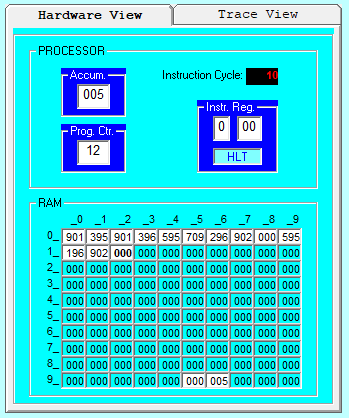 Hardware View Trace View
PROCESSOR
Accum. Instruction Cycle: 10
005
Instr. Reg.
0 00
Prog. Ctr.
12
HLT
RAM
_0 _1 _2 _3 _4 _5 _6 _7 _8 _9
0_ 901 395 901 396 595 709 296 902 000 595
1_ 196 902 000 000 000 000 000 000 000 000
2_ 000 000 000 000 000 000 000 000 000 000
3_ 000 000 000 000 000 000 000 000 000 000
4_ 000 000 000 000 000 000 000 000 000 000
5_ 000 000 000 000 000 000 000 000 000 000
6_ 000 000 000 000 000 000 000 000 000 000
7_ 000 000 000 000 000 000 000 000 000 000
8_ 000 000 000 000 000 000 000 000 000 000
9_ 000 000 000 000 000 000 005 000 000 000